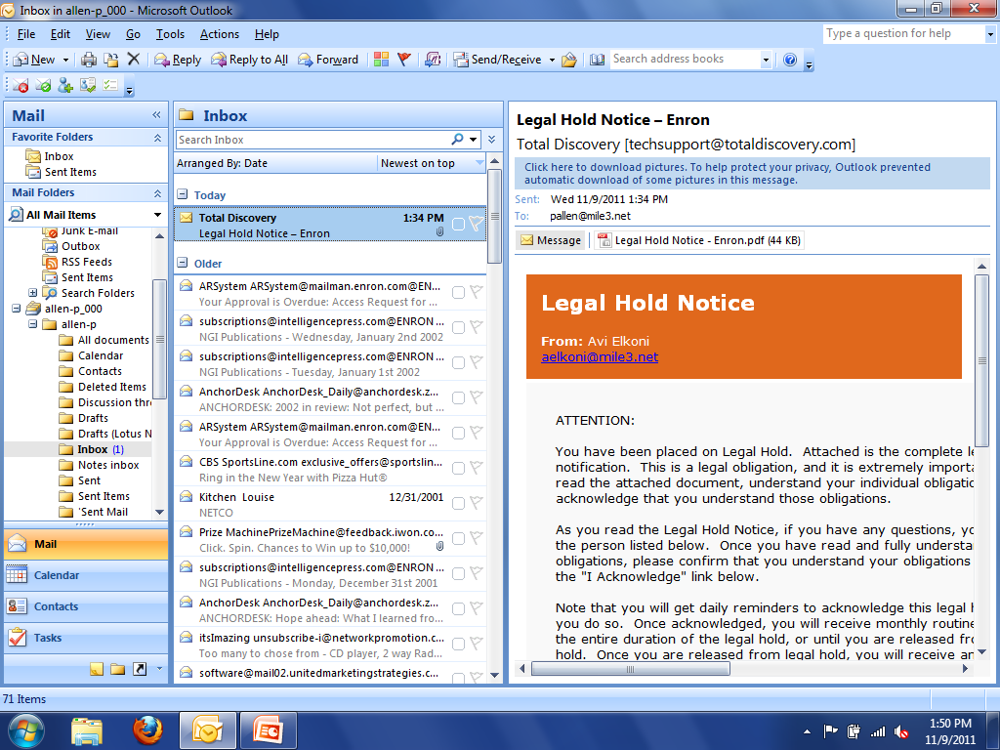 Inbox in allen-p_000 - Microsoft Outlook
File Edit View Go Tools Actions Help
Type a question for help
New Reply Reply to All Forward Send/Receive Search address books
Mail
Favorite Folders
Inbox
Sent Items
Mail Folders
All Mail Items
Junk E-mail
Outbox
RSS Feeds
Sent Items
Search Folders
allen-p_000
allen-p
All documents
Calendar
Contacts
Deleted Items
Discussion thre
Drafts
Drafts (Lotus N
Inbox (1)
Notes inbox
Sent
Sent Items
'Sent Mail
Mail
Calendar
Contacts
Tasks
Inbox
Search Inbox
Arranged By: Date Newest on top
Today
Total Discovery 1:34 PM
Legal Hold Notice – Enron
Older
ARSystem ARSystem@mailman.enron.com@EN...
Your Approval is Overdue: Access Request for ...
subscriptions@intelligencepress.com@ENRON ...
NGI Publications - Wednesday, January 2nd 2002
subscriptions@intelligencepress.com@ENRON ...
NGI Publications - Tuesday, January 1st 2002
AnchorDesk AnchorDesk_Daily@anchordesk.z...
ANCHORDESK: 2002 in review: Not perfect, but ...
ARSystem ARSystem@mailman.enron.com@EN...
Your Approval is Overdue: Access Request for ...
CBS SportsLine.com exclusive_offers@sportslin...
Ring in the New Year with Pizza Hut®
Kitchen Louise 12/31/2001
NETCO
Prize MachinePrizeMachine@feedback.iwon.co...
Click. Spin. Chances to Win up to $10,000!
subscriptions@intelligencepress.com@ENRON ...
NGI Publications - Monday, December 31st 2001
AnchorDesk AnchorDesk_Daily@anchordesk.z...
ANCHORDESK: Hope ahead: What I learned fro...
itsImazing unsubscribe-i@networkpromotion.c...
Too many to chose from - CD player, 2 way Rad...
software@mail02.unitedmarketingstrategies.c...
Legal Hold Notice – Enron
Total Discovery [techsupport@totaldiscovery.com]
Click here to download pictures. To help protect your privacy, Outlook prevented
automatic download of some pictures in this message.
Sent: Wed 11/9/2011 1:34 PM
To: pallen@mile3.net
Message Legal Hold Notice - Enron.pdf (44 KB)
Legal Hold Notice
From: Avi Elkoni
aelkoni@mile3.net
ATTENTION:
You have been placed on Legal Hold. Attached is the complete le
notification. This is a legal obligation, and it is extremely importa
read the attached document, understand your individual obligatio
acknowledge that you understand those obligations.
As you read the Legal Hold Notice, if you have any questions, yo
the person listed below. Once you have read and fully understa
obligations, please confirm that you understand your obligations
the "I Acknowledge" link below.
Note that you will get daily reminders to acknowledge this legal h
you do so. Once acknowledged, you will receive monthly routine
the entire duration of the legal hold, or until you are released fro
hold. Once you are released from legal hold, you will receive an
71 Items
1:50 PM
11/9/2011